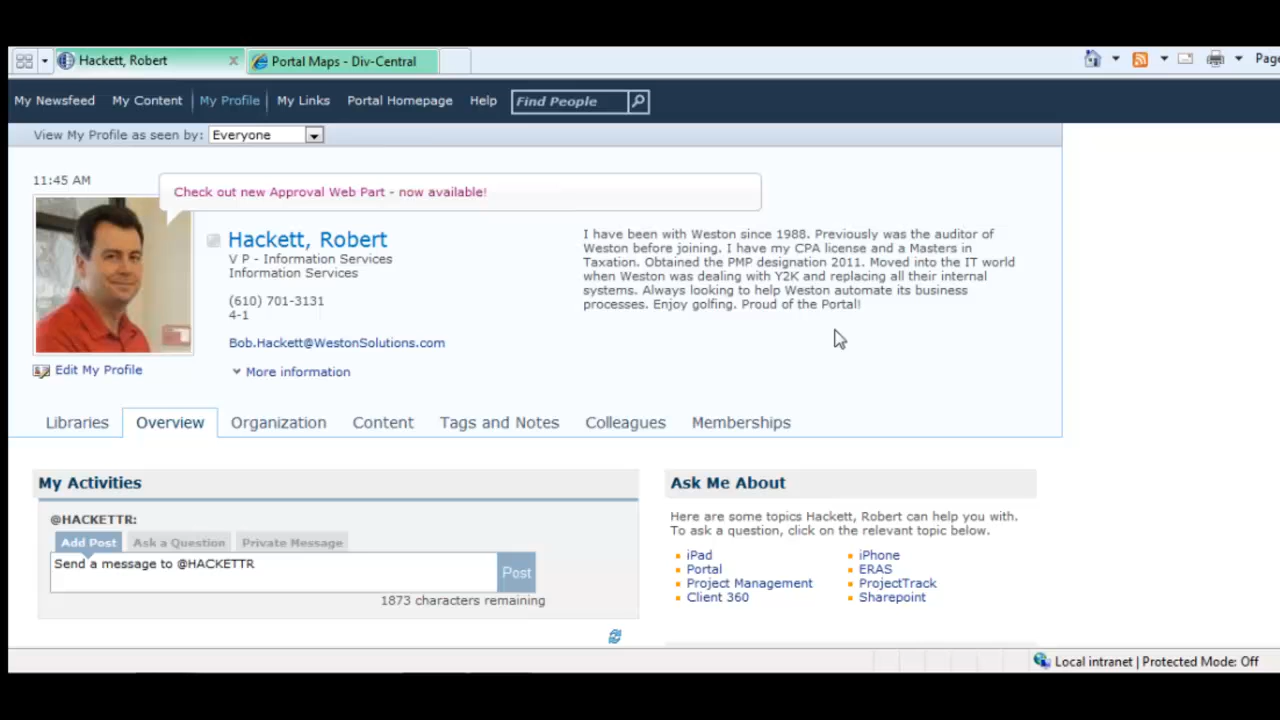 Hackett, Robert
Portal Maps - Div-Central
Page
My Newsfeed My Content My Profile My Links Portal Homepage Help Find People
View My Profile as seen by: Everyone
11:45 AM
Check out new Approval Web Part - now available!
Hackett, Robert
V P - Information Services
Information Services
(610) 701-3131
4-1
Bob.Hackett@WestonSolutions.com
Edit My Profile
More information
I have been with Weston since 1988. Previously was the auditor of
Weston before joining. I have my CPA license and a Masters in
Taxation. Obtained the PMP designation 2011. Moved into the IT world
when Weston was dealing with Y2K and replacing all their internal
systems. Always looking to help Weston automate its business
processes. Enjoy golfing. Proud of the Portal!
Libraries Overview Organization Content Tags and Notes Colleagues Memberships
My Activities
@HACKETTR:
Add Post Ask a Question Private Message
Send a message to @HACKETTR
Post
1873 characters remaining
Ask Me About
Here are some topics Hackett, Robert can help you with.
To ask a question, click on the relevant topic below.
iPad
Portal
Project Management
Client 360
iPhone
ERAS
ProjectTrack
Sharepoint
Local intranet | Protected Mode: Off